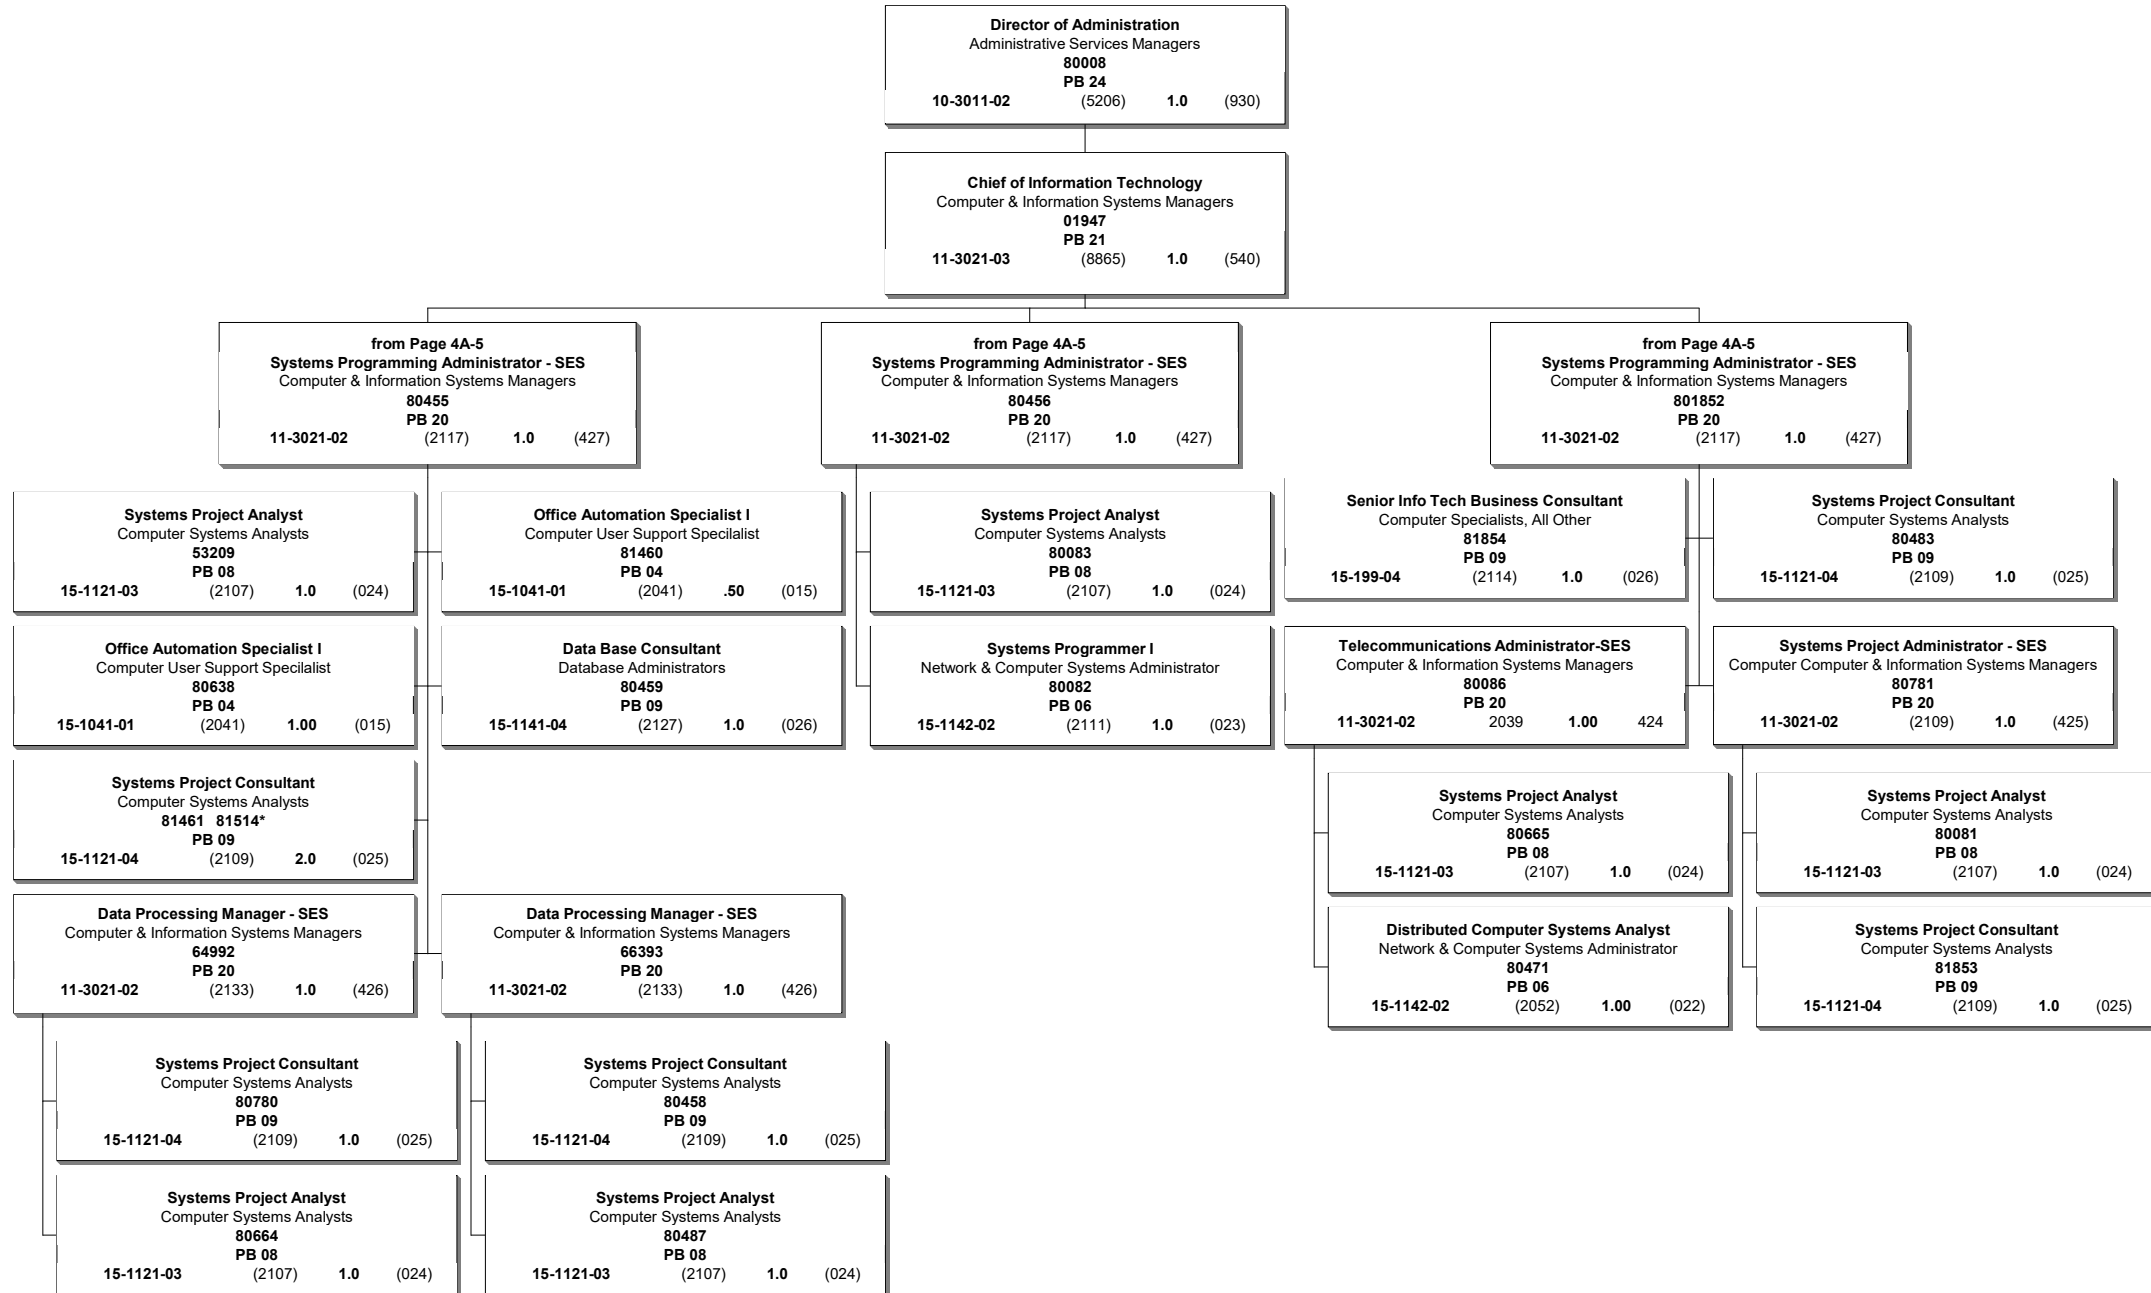 Director of Administration
Administrative Services Managers
80008
PB 24
10-3011-02 (5206) 1.0 (930)
Chief of Information Technology
Computer & Information Systems Managers
01947
PB 21
11-3021-03 (8865) 1.0 (540)
from Page 4A-5
Systems Programming Administrator - SES
Computer & Information Systems Managers
80455
PB 20
11-3021-02 (2117) 1.0 (427)
from Page 4A-5
Systems Programming Administrator - SES
Computer & Information Systems Managers
80456
PB 20
11-3021-02 (2117) 1.0 (427)
from Page 4A-5
Systems Programming Administrator - SES
Computer & Information Systems Managers
801852
PB 20
11-3021-02 (2117) 1.0 (427)
Systems Project Analyst
Computer Systems Analysts
53209
PB 08
15-1121-03 (2107) 1.0 (024)
Office Automation Specialist I
Computer User Support Specilalist
81460
PB 04
15-1041-01 (2041) .50 (015)
Systems Project Analyst
Computer Systems Analysts
80083
PB 08
15-1121-03 (2107) 1.0 (024)
Senior Info Tech Business Consultant
Computer Specialists, All Other
81854
PB 09
15-199-04 (2114) 1.0 (026)
Systems Project Consultant
Computer Systems Analysts
80483
PB 09
15-1121-04 (2109) 1.0 (025)
Office Automation Specialist I
Computer User Support Specilalist
80638
PB 04
15-1041-01 (2041) 1.00 (015)
Data Base Consultant
Database Administrators
80459
PB 09
15-1141-04 (2127) 1.0 (026)
Systems Programmer I
Network & Computer Systems Administrator
80082
PB 06
15-1142-02 (2111) 1.0 (023)
Telecommunications Administrator-SES
Computer & Information Systems Managers
80086
PB 20
11-3021-02 2039 1.00 424
Systems Project Administrator - SES
Computer Computer & Information Systems Managers
80781
PB 20
11-3021-02 (2109) 1.0 (425)
Systems Project Consultant
Computer Systems Analysts
81461 81514*
PB 09
15-1121-04 (2109) 2.0 (025)
Systems Project Analyst
Computer Systems Analysts
80665
PB 08
15-1121-03 (2107) 1.0 (024)
Systems Project Analyst
Computer Systems Analysts
80081
PB 08
15-1121-03 (2107) 1.0 (024)
Data Processing Manager - SES
Computer & Information Systems Managers
64992
PB 20
11-3021-02 (2133) 1.0 (426)
Data Processing Manager - SES
Computer & Information Systems Managers
66393
PB 20
11-3021-02 (2133) 1.0 (426)
Distributed Computer Systems Analyst
Network & Computer Systems Administrator
80471
PB 06
15-1142-02 (2052) 1.00 (022)
Systems Project Consultant
Computer Systems Analysts
81853
PB 09
15-1121-04 (2109) 1.0 (025)
Systems Project Consultant
Computer Systems Analysts
80780
PB 09
15-1121-04 (2109) 1.0 (025)
Systems Project Consultant
Computer Systems Analysts
80458
PB 09
15-1121-04 (2109) 1.0 (025)
Systems Project Analyst
Computer Systems Analysts
80664
PB 08
15-1121-03 (2107) 1.0 (024)
Systems Project Analyst
Computer Systems Analysts
80487
PB 08
15-1121-03 (2107) 1.0 (024)